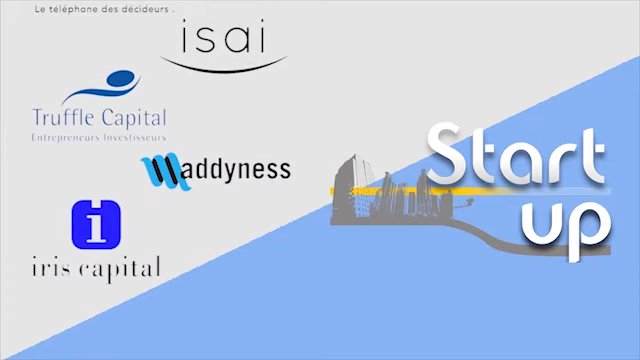 Le téléphone des décideurs .
isai
Truffle Capital
Entrepreneurs Investisseurs
maddyness
i
iris capital
Start
up